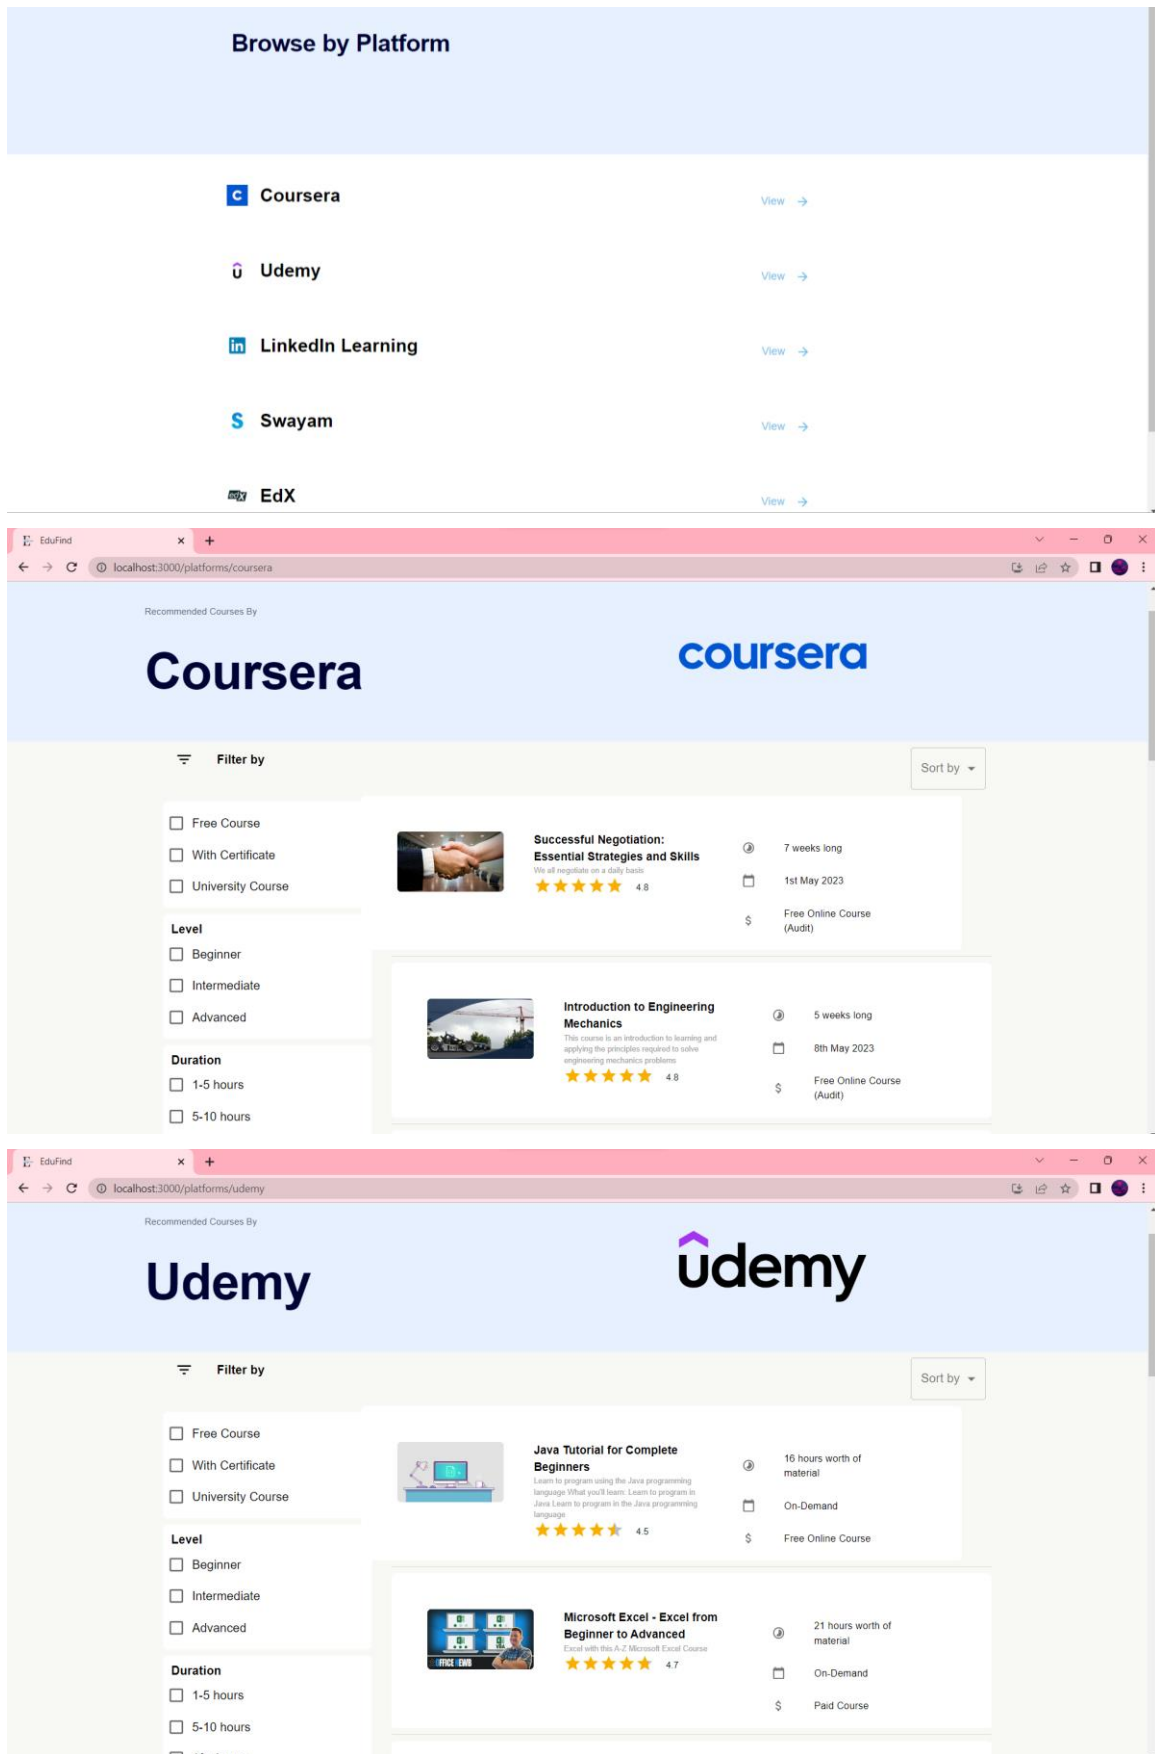 Browse by Platform
Coursera
View
Udemy
View
LinkedIn Learning
View
Swayam
View
EdX
View
EduFind
localhost:3000/platforms/coursera
Recommended Courses By
Coursera
coursera
Filter by
Sort by
Free Course
With Certificate
University Course
Level
Beginner
Intermediate
Advanced
Duration
1-5 hours
5-10 hours
Successful Negotiation:
Essential Strategies and Skills
We all negotiate on a daily basis
4.8
7 weeks long
1st May 2023
Free Online Course
(Audit)
Introduction to Engineering
Mechanics
This course is an introduction to learning and
applying the principles required to solve
engineering mechanics problems
4.8
5 weeks long
8th May 2023
Free Online Course
(Audit)
EduFind
localhost:3000/platforms/udemy
Recommended Courses By
Udemy
udemy
Filter by
Sort by
Free Course
With Certificate
University Course
Level
Beginner
Intermediate
Advanced
Duration
1-5 hours
5-10 hours
Java Tutorial for Complete
Beginners
Learn to program using the Java programming
language What you'll learn: Learn to program in
Java Learn to program in the Java programming
language
4.5
16 hours worth of
material
On-Demand
Free Online Course
Microsoft Excel - Excel from
Beginner to Advanced
Excel with this A-Z Microsoft Excel Course
4.7
21 hours worth of
material
On-Demand
Paid Course